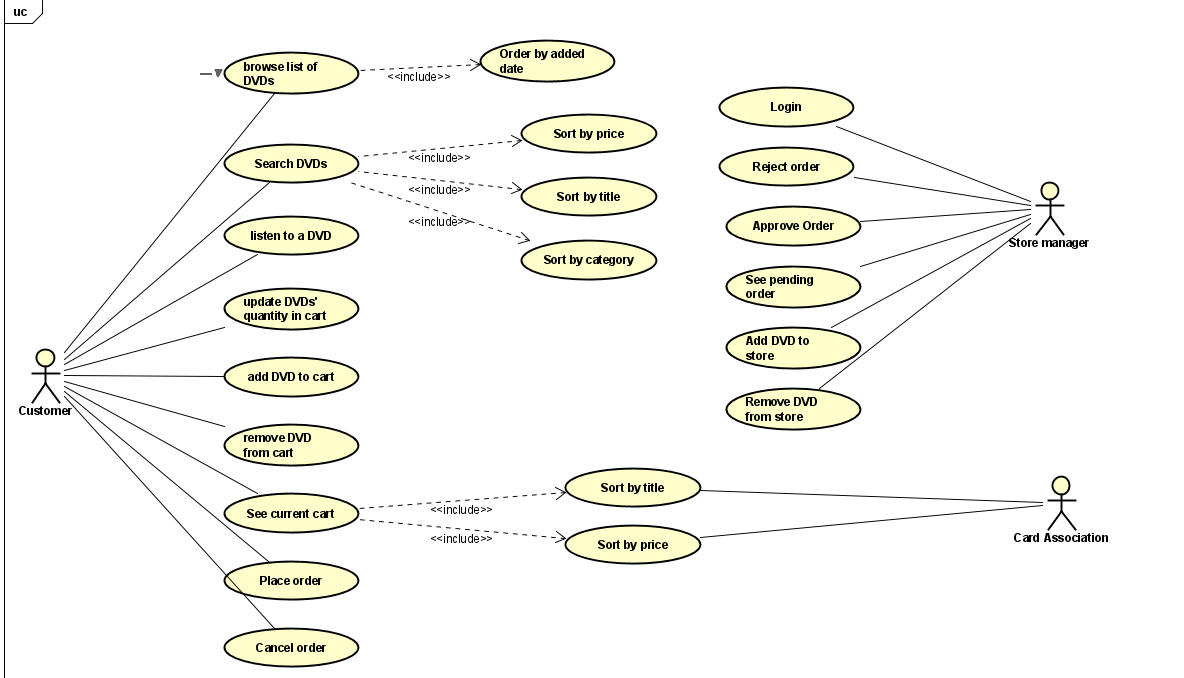 uc
browse list of
DVDs
<<include>>
Order by added
date
Search DVDs
<<include>>
<<include>>
<<include>>
Sort by price
Sort by title
Sort by category
listen to a DVD
update DVDs'
quantity in cart
add DVD to cart
remove DVD
from cart
See current cart
<<include>>
<<include>>
Sort by title
Sort by price
Place order
Cancel order
Customer
Login
Reject order
Approve Order
See pending
order
Add DVD to
store
Remove DVD
from store
Store manager
Card Association